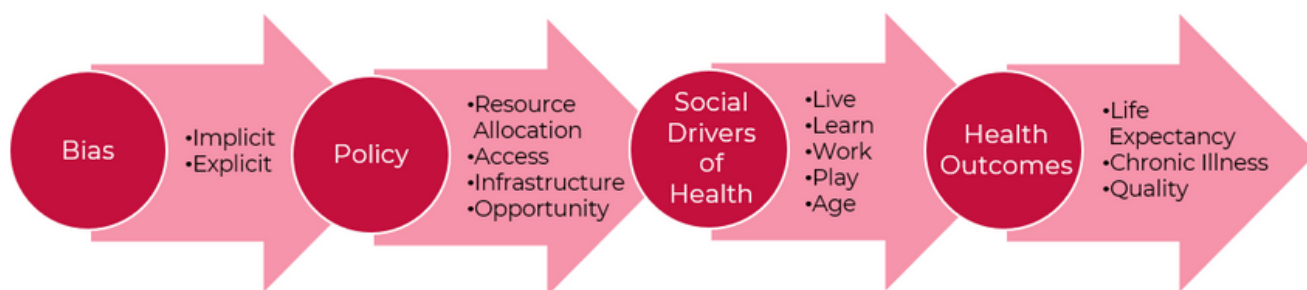 Bias
•Implicit
•Explicit
Policy
•Resource
Allocation
•Access
•Infrastructure
•Opportunity
Social
Drivers
of
Health
•Live
•Learn
•Work
•Play
•Age
Health
Outcomes
•Life
Expectancy
•Chronic Illness
•Quality